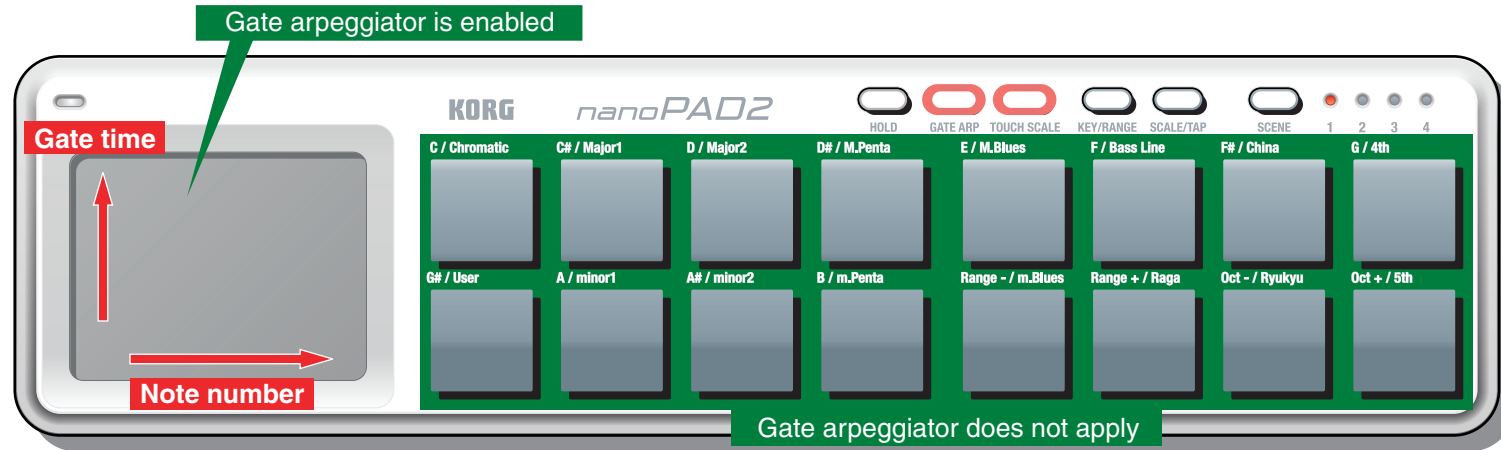 Gate arpeggiator is enabled
KORG nanoPAD2
HOLD GATE ARP TOUCH SCALE KEY/RANGE SCALE/TAP SCENE 1 2 3 4
Gate time
C / Chromatic C# / Major1 D / Major2 D# / M.Penta E / M.Blues F / Bass Line F# / China G / 4th
G# / User A / minor1 A# / minor2 B / m.Penta Range - / m.Blues Range + / Raga Oct - / Ryukyu Oct + / 5th
Note number
Gate arpeggiator does not apply